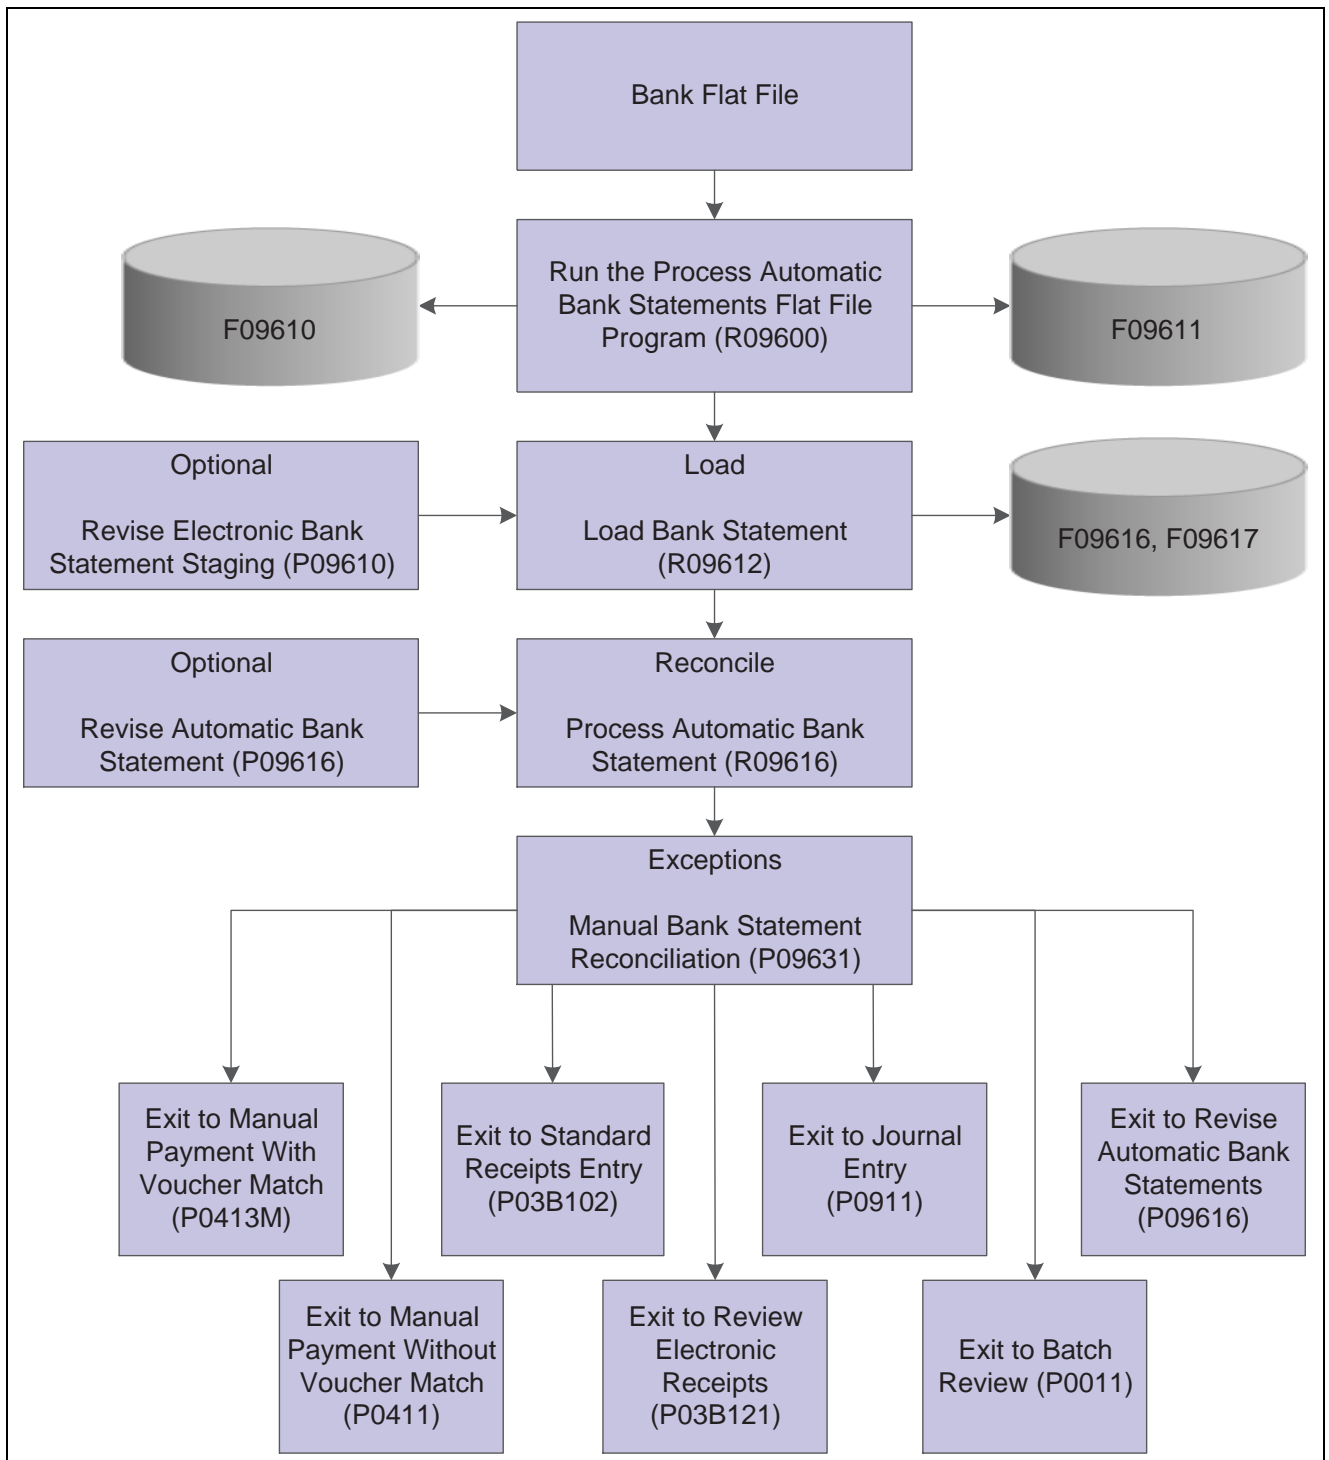 Bank Flat File
Run the Process Automatic
Bank Statements Flat File
Program (R09600)
F09610
F09611
Optional
Revise Electronic Bank
Statement Staging (P09610)
Load
Load Bank Statement
(R09612)
F09616, F09617
Optional
Revise Automatic Bank
Statement (P09616)
Reconcile
Process Automatic Bank
Statement (R09616)
Exceptions
Manual Bank Statement
Reconciliation (P09631)
Exit to Manual
Payment With
Voucher Match
(P0413M)
Exit to Standard
Receipts Entry
(P03B102)
Exit to Journal
Entry
(P0911)
Exit to Revise
Automatic Bank
Statements
(P09616)
Exit to Manual
Payment Without
Voucher Match
(P0411)
Exit to Review
Electronic
Receipts
(P03B121)
Exit to Batch
Review (P0011)